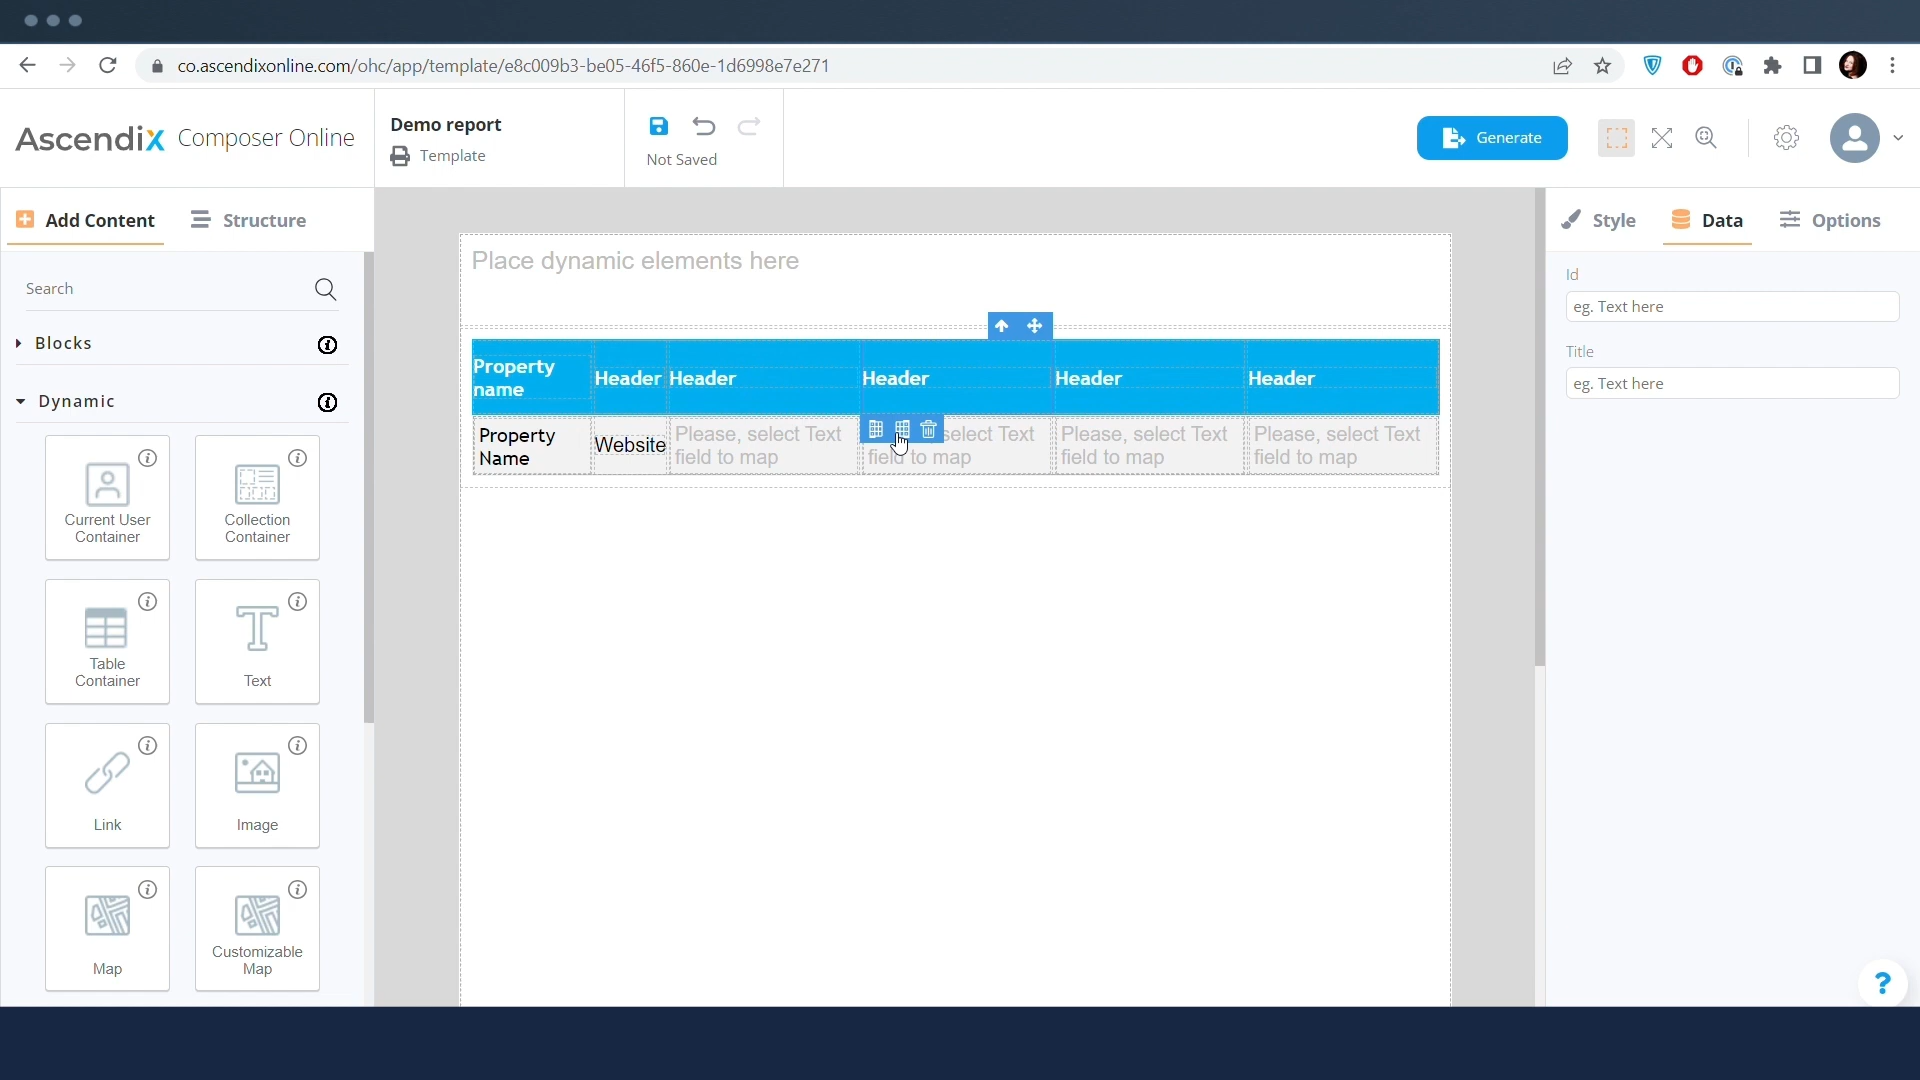 co.ascendixonline.com/ohc/app/template/e8c009b3-be05-46f5-860e-1d6998e7e271
Ascendix Composer Online
Demo report
Template
Not Saved
Generate
Add Content
Structure
Style
Data
Options
Search
Blocks
Dynamic
Current User
Container
Collection
Container
Table
Container
Text
Link
Image
Map
Customizable
Map
Place dynamic elements here
Property
name
Header
Header
Header
Header
Header
Property
Name
Website
Please, select Text
field to map
select Text
field to map
Please, select Text
field to map
Please, select Text
field to map
Id
eg. Text here
Title
eg. Text here
?